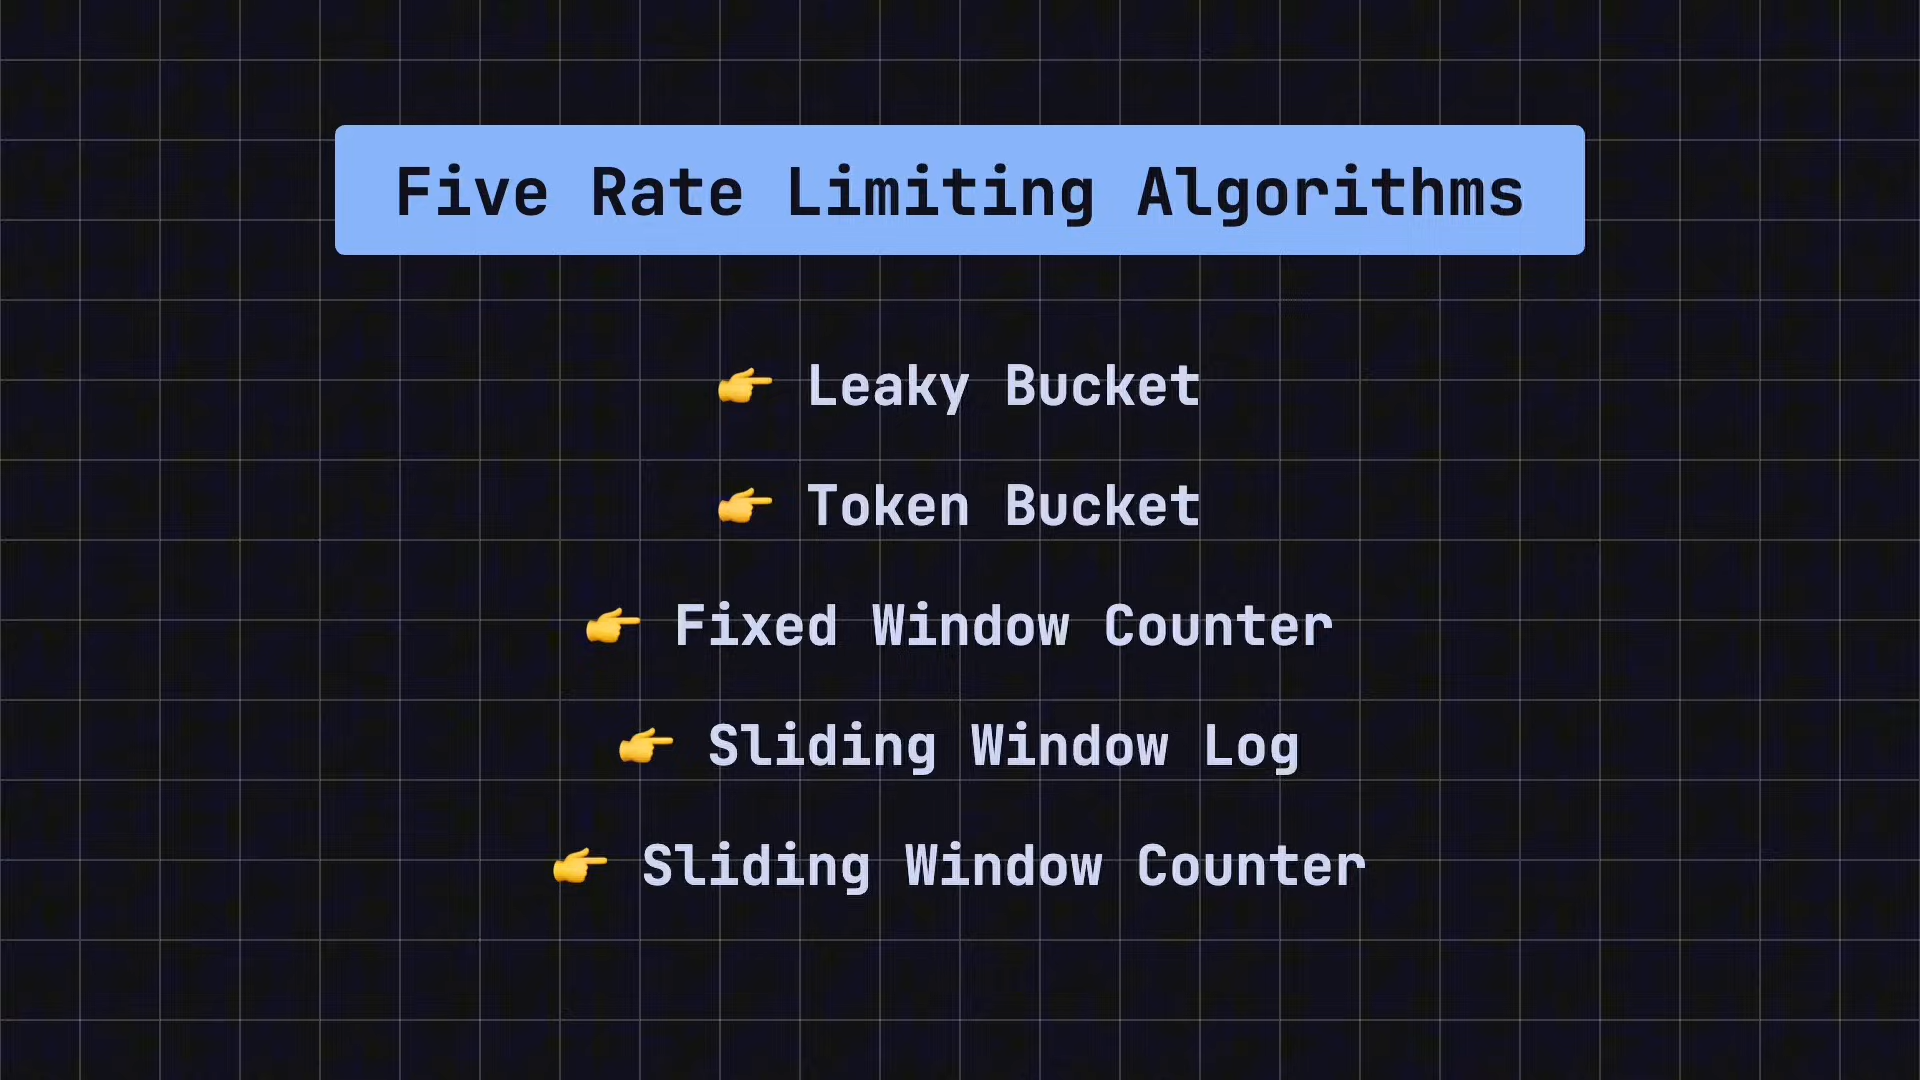 Five Rate Limiting Algorithms
👉 Leaky Bucket
👉 Token Bucket
👉 Fixed Window Counter
👉 Sliding Window Log
👉 Sliding Window Counter